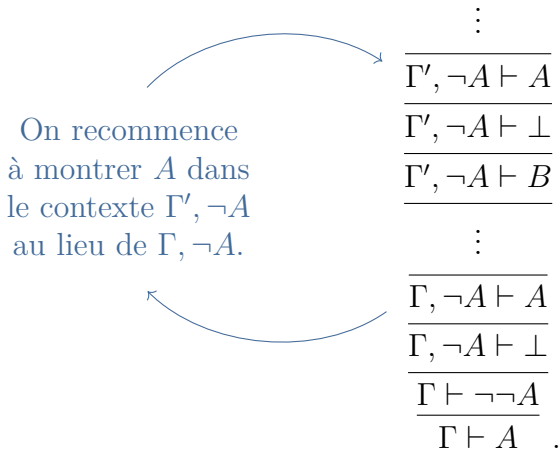 ⋮
Γ′, ¬A ⊢ A
Γ′, ¬A ⊢ ⊥
Γ′, ¬A ⊢ B
⋮
Γ, ¬A ⊢ A
Γ, ¬A ⊢ ⊥
Γ ⊢ ¬¬A
Γ ⊢ A .
On recommence
à montrer A dans
le contexte Γ′, ¬A
au lieu de Γ, ¬A.